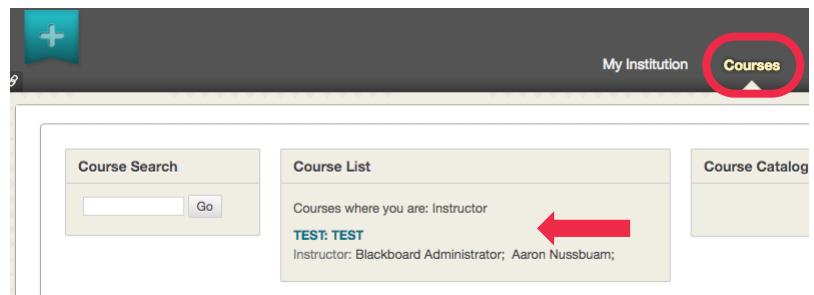 My Institution
Courses
Course Search
Go
Course List
Courses where you are: Instructor
TEST: TEST
Instructor: Blackboard Administrator; Aaron Nussbuam;
Course Catalog